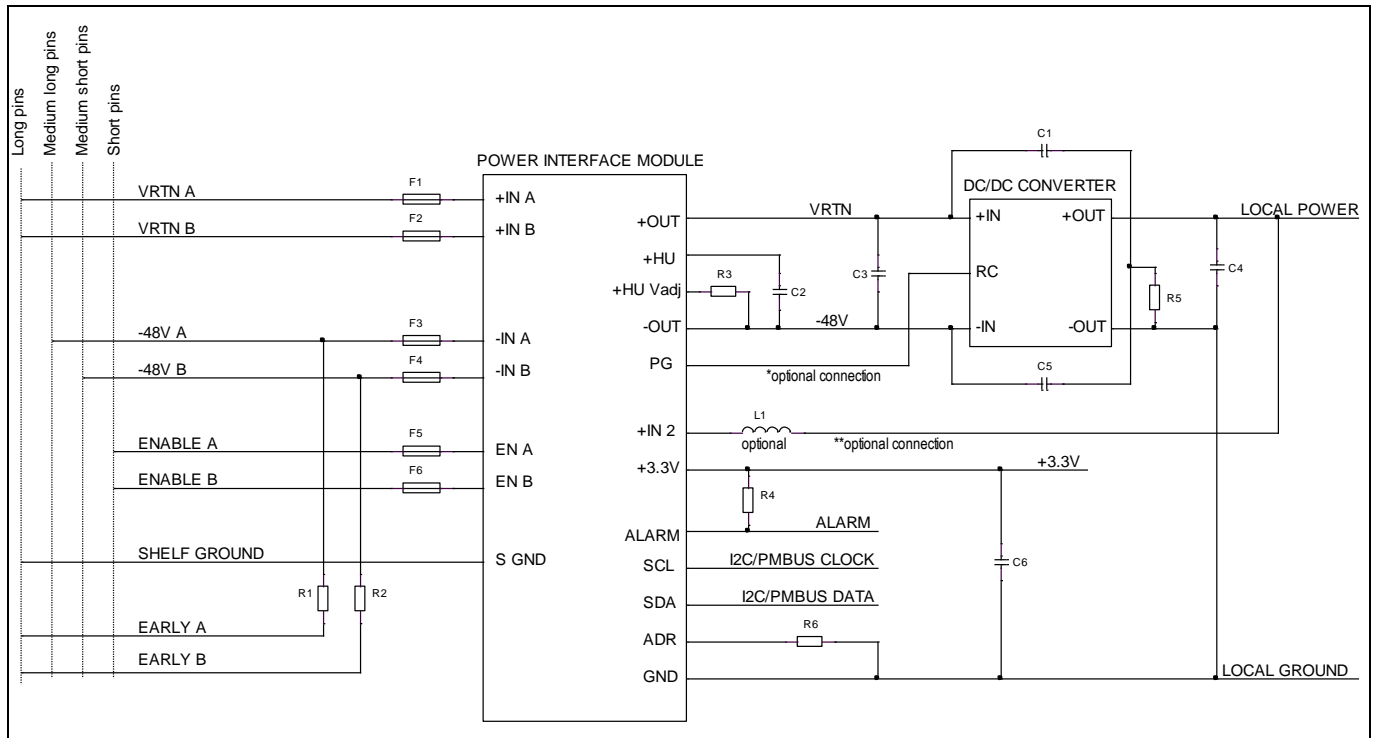 Long pins
Medium long pins
Medium short pins
Short pins
POWER INTERFACE MODULE
DC/DC CONVERTER
VRTN A
F1
+IN A
VRTN B
F2
+IN B
-48V A
F3
-IN A
-48V B
F4
-IN B
ENABLE A
F5
EN A
ENABLE B
F6
EN B
SHELF GROUND
S GND
R1
R2
EARLY A
EARLY B
+OUT
VRTN
+HU
+HU Vadj
R3
C2
C3
-OUT
-48V
PG
*optional connection
+IN 2
L1
optional
**optional connection
+3.3V
+3.3V
R4
ALARM
ALARM
SCL
I2C/PMBUS CLOCK
SDA
I2C/PMBUS DATA
ADR
R6
GND
C6
C1
+IN
+OUT
LOCAL POWER
RC
R5
C4
-IN
-OUT
C5
LOCAL GROUND